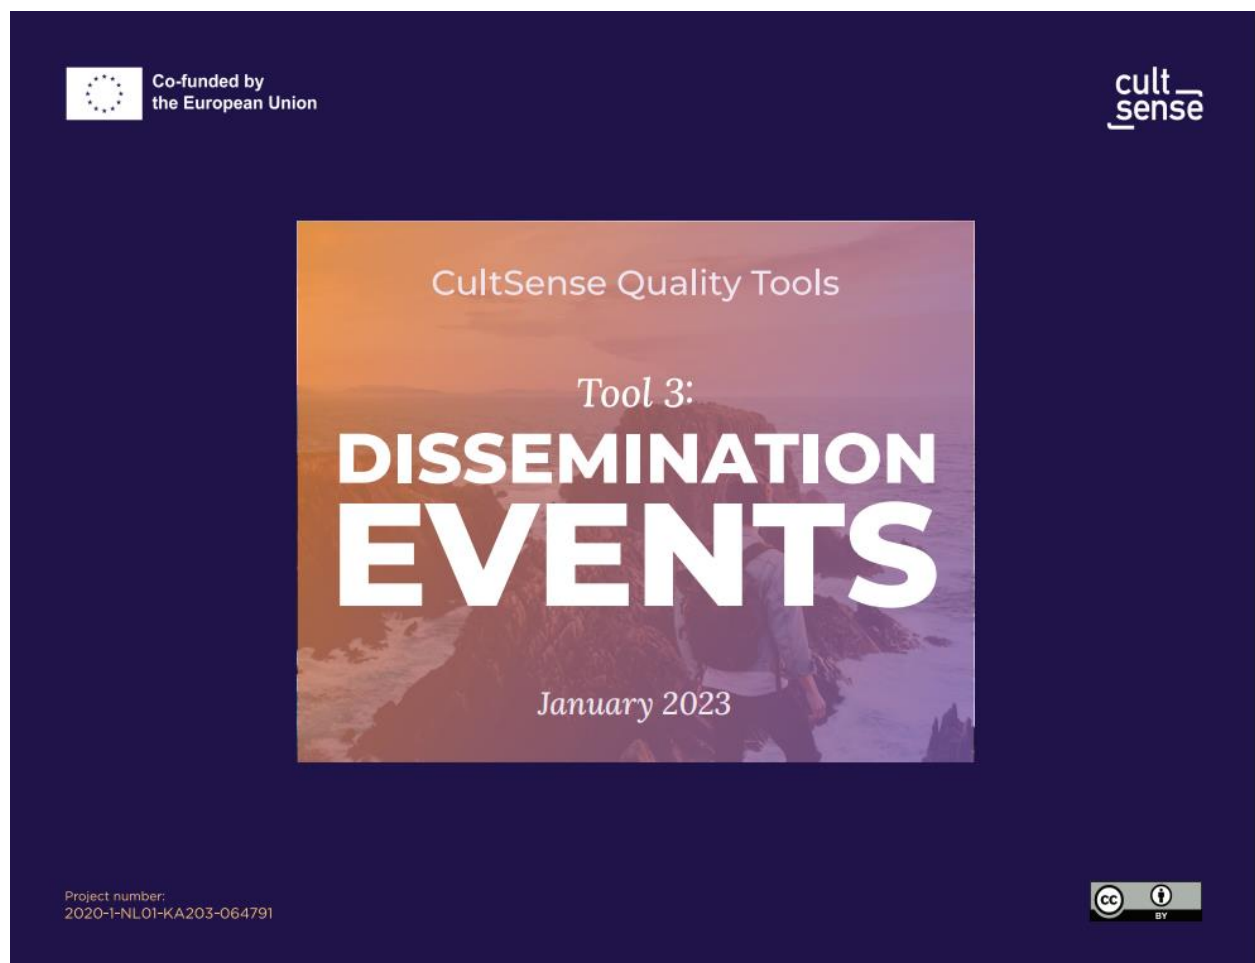 Co-funded by
the European Union
cult
sense
CultSense Quality Tools
Tool 3:
DISSEMINATION
EVENTS
January 2023
Project number:
2020-1-NL01-KA203-064791
cc
BY